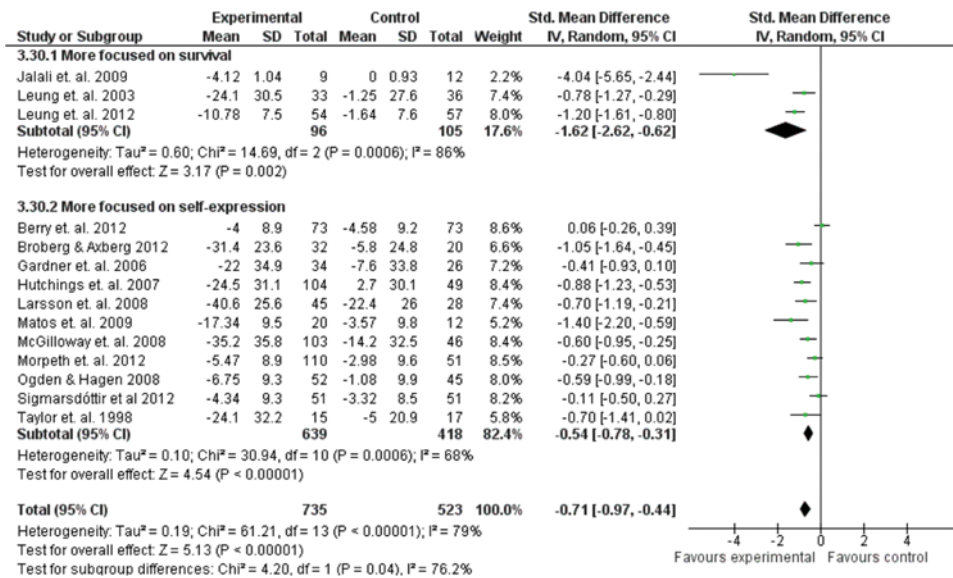 Experimental Control Std. Mean Difference Std. Mean Difference
Study or Subgroup Mean SD Total Mean SD Total Weight IV, Random, 95% CI IV, Random, 95% CI
3.30.1 More focused on survival
Jalali et. al. 2009 -4.12 1.04 9 0 0.93 12 2.2% -4.04 [-5.65, -2.44]
Leung et. al. 2003 -24.1 30.5 33 -1.25 27.6 36 7.4% -0.78 [-1.27, -0.29]
Leung et. al. 2012 -10.78 7.5 54 -1.64 7.6 57 8.0% -1.20 [-1.61, -0.80]
Subtotal (95% CI) 96 105 17.6% -1.62 [-2.62, -0.62]
Heterogeneity: Tau² = 0.60; Chi² = 14.69, df = 2 (P = 0.0006); I² = 86%
Test for overall effect: Z = 3.17 (P = 0.002)
3.30.2 More focused on self-expression
Berry et. al. 2012 -4 8.9 73 -4.58 9.2 73 8.6% 0.06 [-0.26, 0.39]
Broberg & Axberg 2012 -31.4 23.6 32 -5.8 24.8 20 6.6% -1.05 [-1.64, -0.45]
Gardner et. al. 2006 -22 34.9 34 -7.6 33.8 26 7.2% -0.41 [-0.93, 0.10]
Hutchings et. al. 2007 -24.5 31.1 104 2.7 30.1 49 8.4% -0.88 [-1.23, -0.53]
Larsson et. al. 2008 -40.6 25.6 45 -22.4 26 28 7.4% -0.70 [-1.19, -0.21]
Matos et. al. 2009 -17.34 9.5 20 -3.57 9.8 12 5.2% -1.40 [-2.20, -0.59]
McGilloway et. al. 2008 -35.2 35.8 103 -14.2 32.5 46 8.4% -0.60 [-0.95, -0.25]
Morpeth et. al. 2012 -5.47 8.9 110 -2.98 9.6 51 8.5% -0.27 [-0.60, 0.06]
Ogden & Hagen 2008 -6.75 9.3 52 -1.08 9.9 45 8.0% -0.59 [-0.99, -0.18]
Sigmarsdóttir et al 2012 -4.34 9.3 51 -3.32 8.5 51 8.2% -0.11 [-0.50, 0.27]
Taylor et. al. 1998 -24.1 32.2 15 -5 20.9 17 5.8% -0.70 [-1.41, 0.02]
Subtotal (95% CI) 639 418 82.4% -0.54 [-0.78, -0.31]
Heterogeneity: Tau² = 0.10; Chi² = 30.94, df = 10 (P = 0.0006); I² = 68%
Test for overall effect: Z = 4.54 (P < 0.00001)
Total (95% CI) 735 523 100.0% -0.71 [-0.97, -0.44]
Heterogeneity: Tau² = 0.19; Chi² = 61.21, df = 13 (P < 0.00001); I² = 79%
Test for overall effect: Z = 5.13 (P < 0.00001)
Test for subgroup differences: Chi² = 4.20, df = 1 (P = 0.04), I² = 76.2%
-4 -2 0 2 4
Favours experimental Favours control